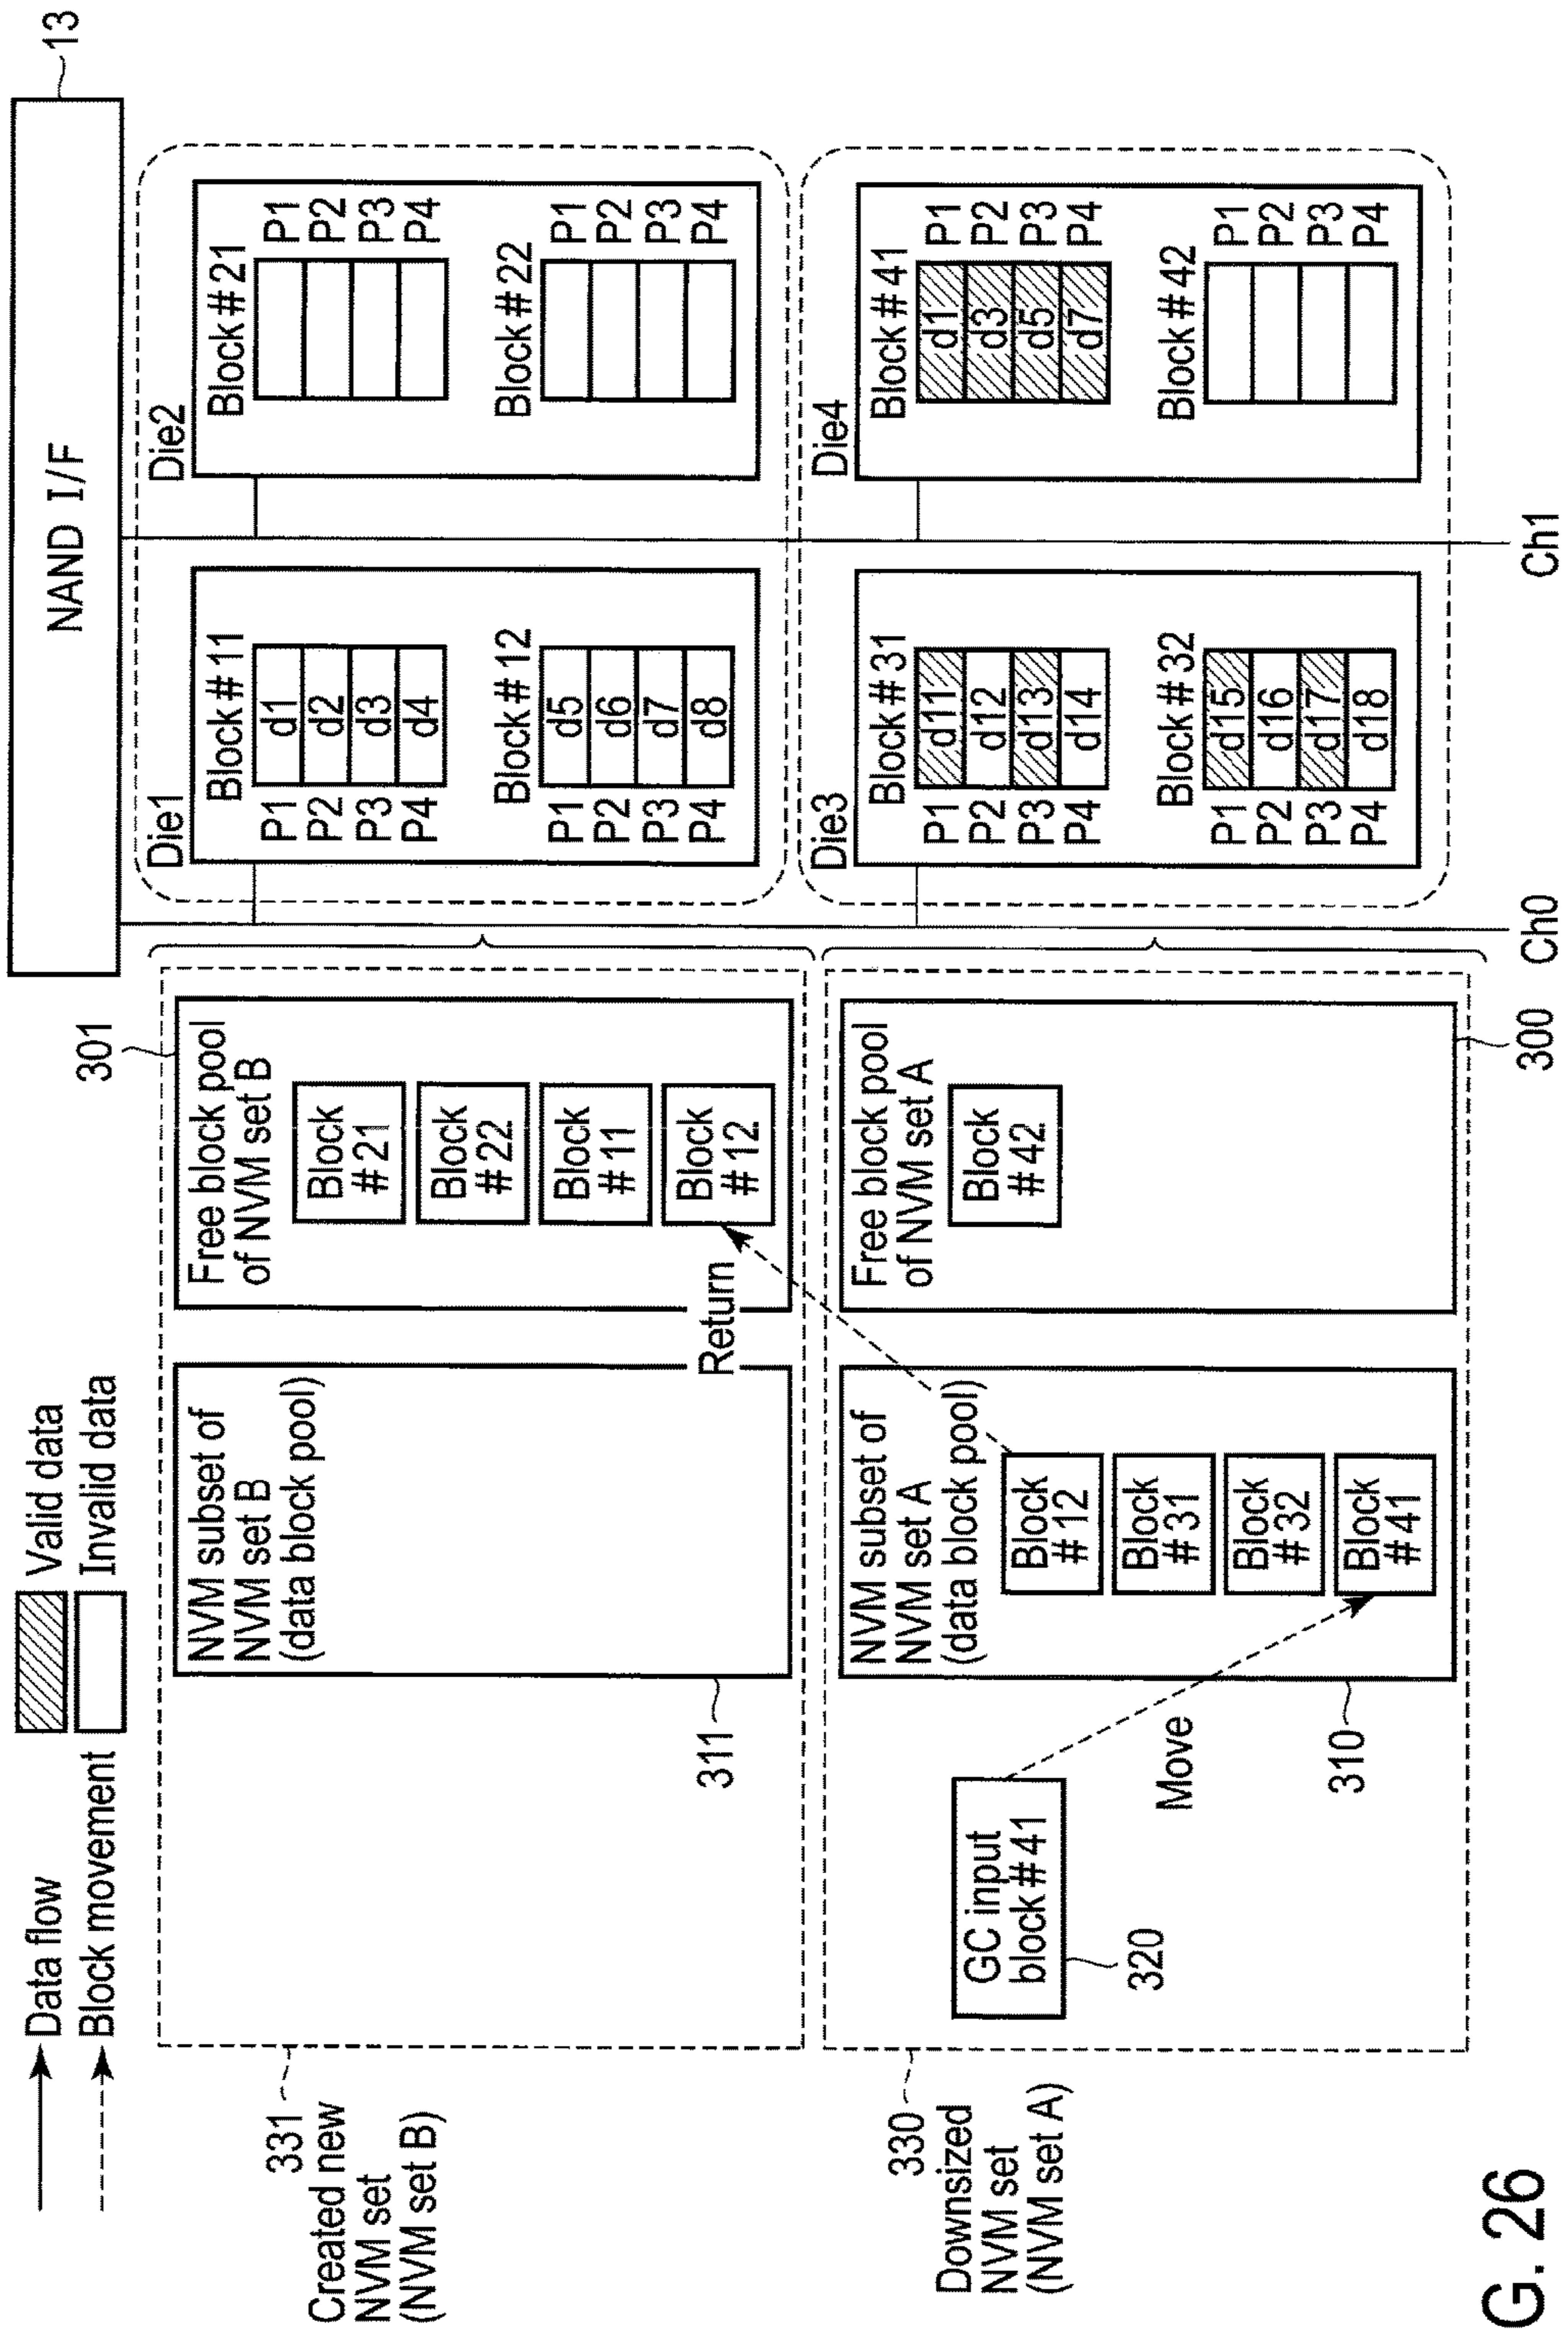 Data flow
Block movement
Valid data
Invalid data
NAND I/F
13
331
Created new
NVM set
(NVM set B)
311
NVM subset of
NVM set B
(data block pool)
Return
301
Free block pool
of NVM set B
Block
#21
Block
#22
Block
#11
Block
#12
Die1
Block#11
P1
d1
P2
d2
P3
d3
P4
d4
Block#12
P1
d5
P2
d6
P3
d7
P4
d8
Die2
Block#21
P1
P2
P3
P4
Block#22
P1
P2
P3
P4
330
Downsized
NVM set
(NVM set A)
GC input
block#41
320
Move
310
NVM subset of
NVM set A
(data block pool)
Block
#12
Block
#31
Block
#32
Block
#41
Free block pool
of NVM set A
Block
#42
300
Die3
Block#31
P1
d11
P2
d12
P3
d13
P4
d14
Block#32
P1
d15
P2
d16
P3
d17
P4
d18
Die4
Block#41
d1
P1
d3
P2
d5
P3
d7
P4
Block#42
P1
P2
P3
P4
Ch0
Ch1
G. 26